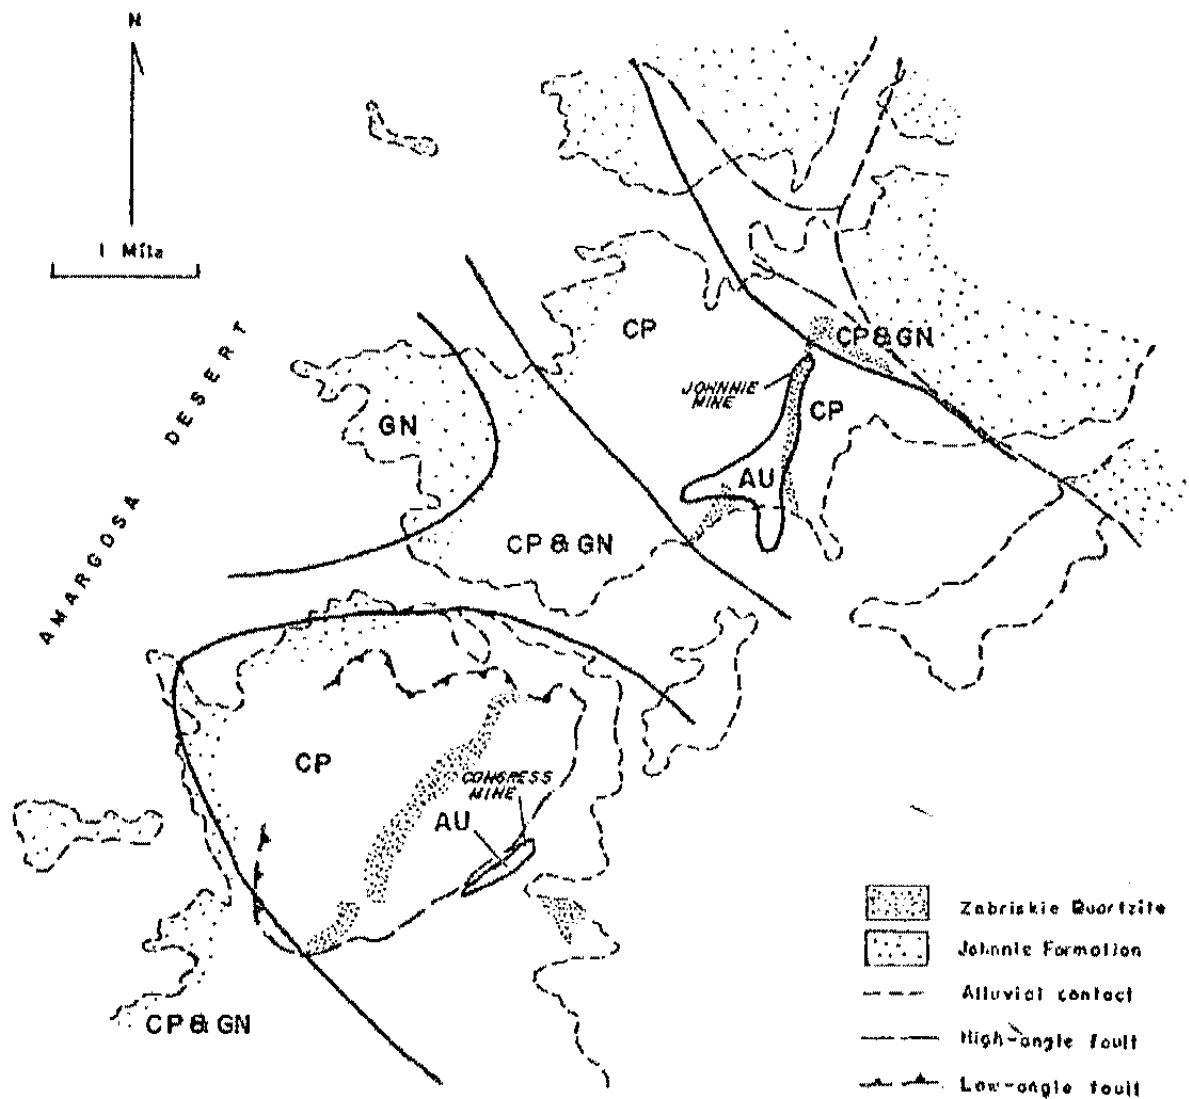 N
1 Mile
AMARGOSA DESERT
CP
CP & GN
JOHNNIE
MINE
CP
GN
AU
CP & GN
CP
CONGRESS
MINE
AU
CP & GN
Zabriskie Quartzite
Johnnie Formation
Alluvial contact
High-angle fault
Low-angle fault